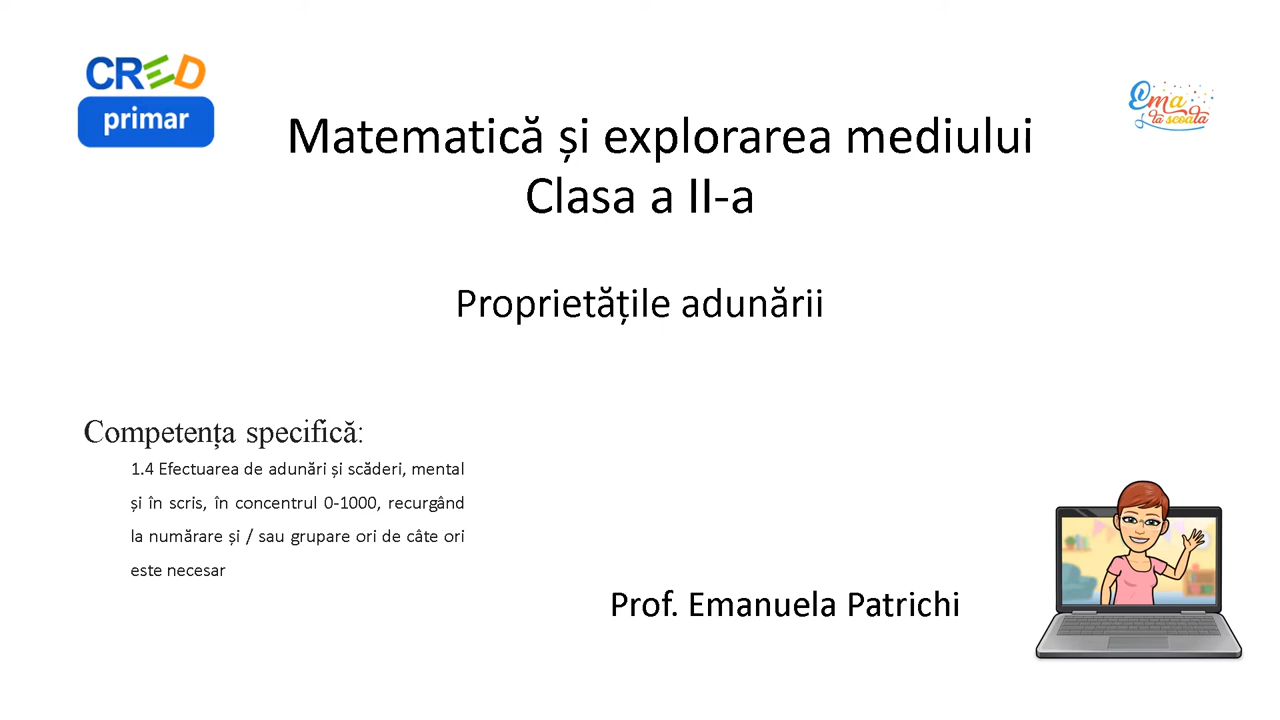 CRED
primar
Ema
la scoala
Matematică și explorarea mediului
Clasa a II-a
Proprietățile adunării
Competența specifică:
1.4 Efectuarea de adunări și scăderi, mental
și în scris, în concentrul 0-1000, recurgând
la numărare și / sau grupare ori de câte ori
este necesar
Prof. Emanuela Patrichi